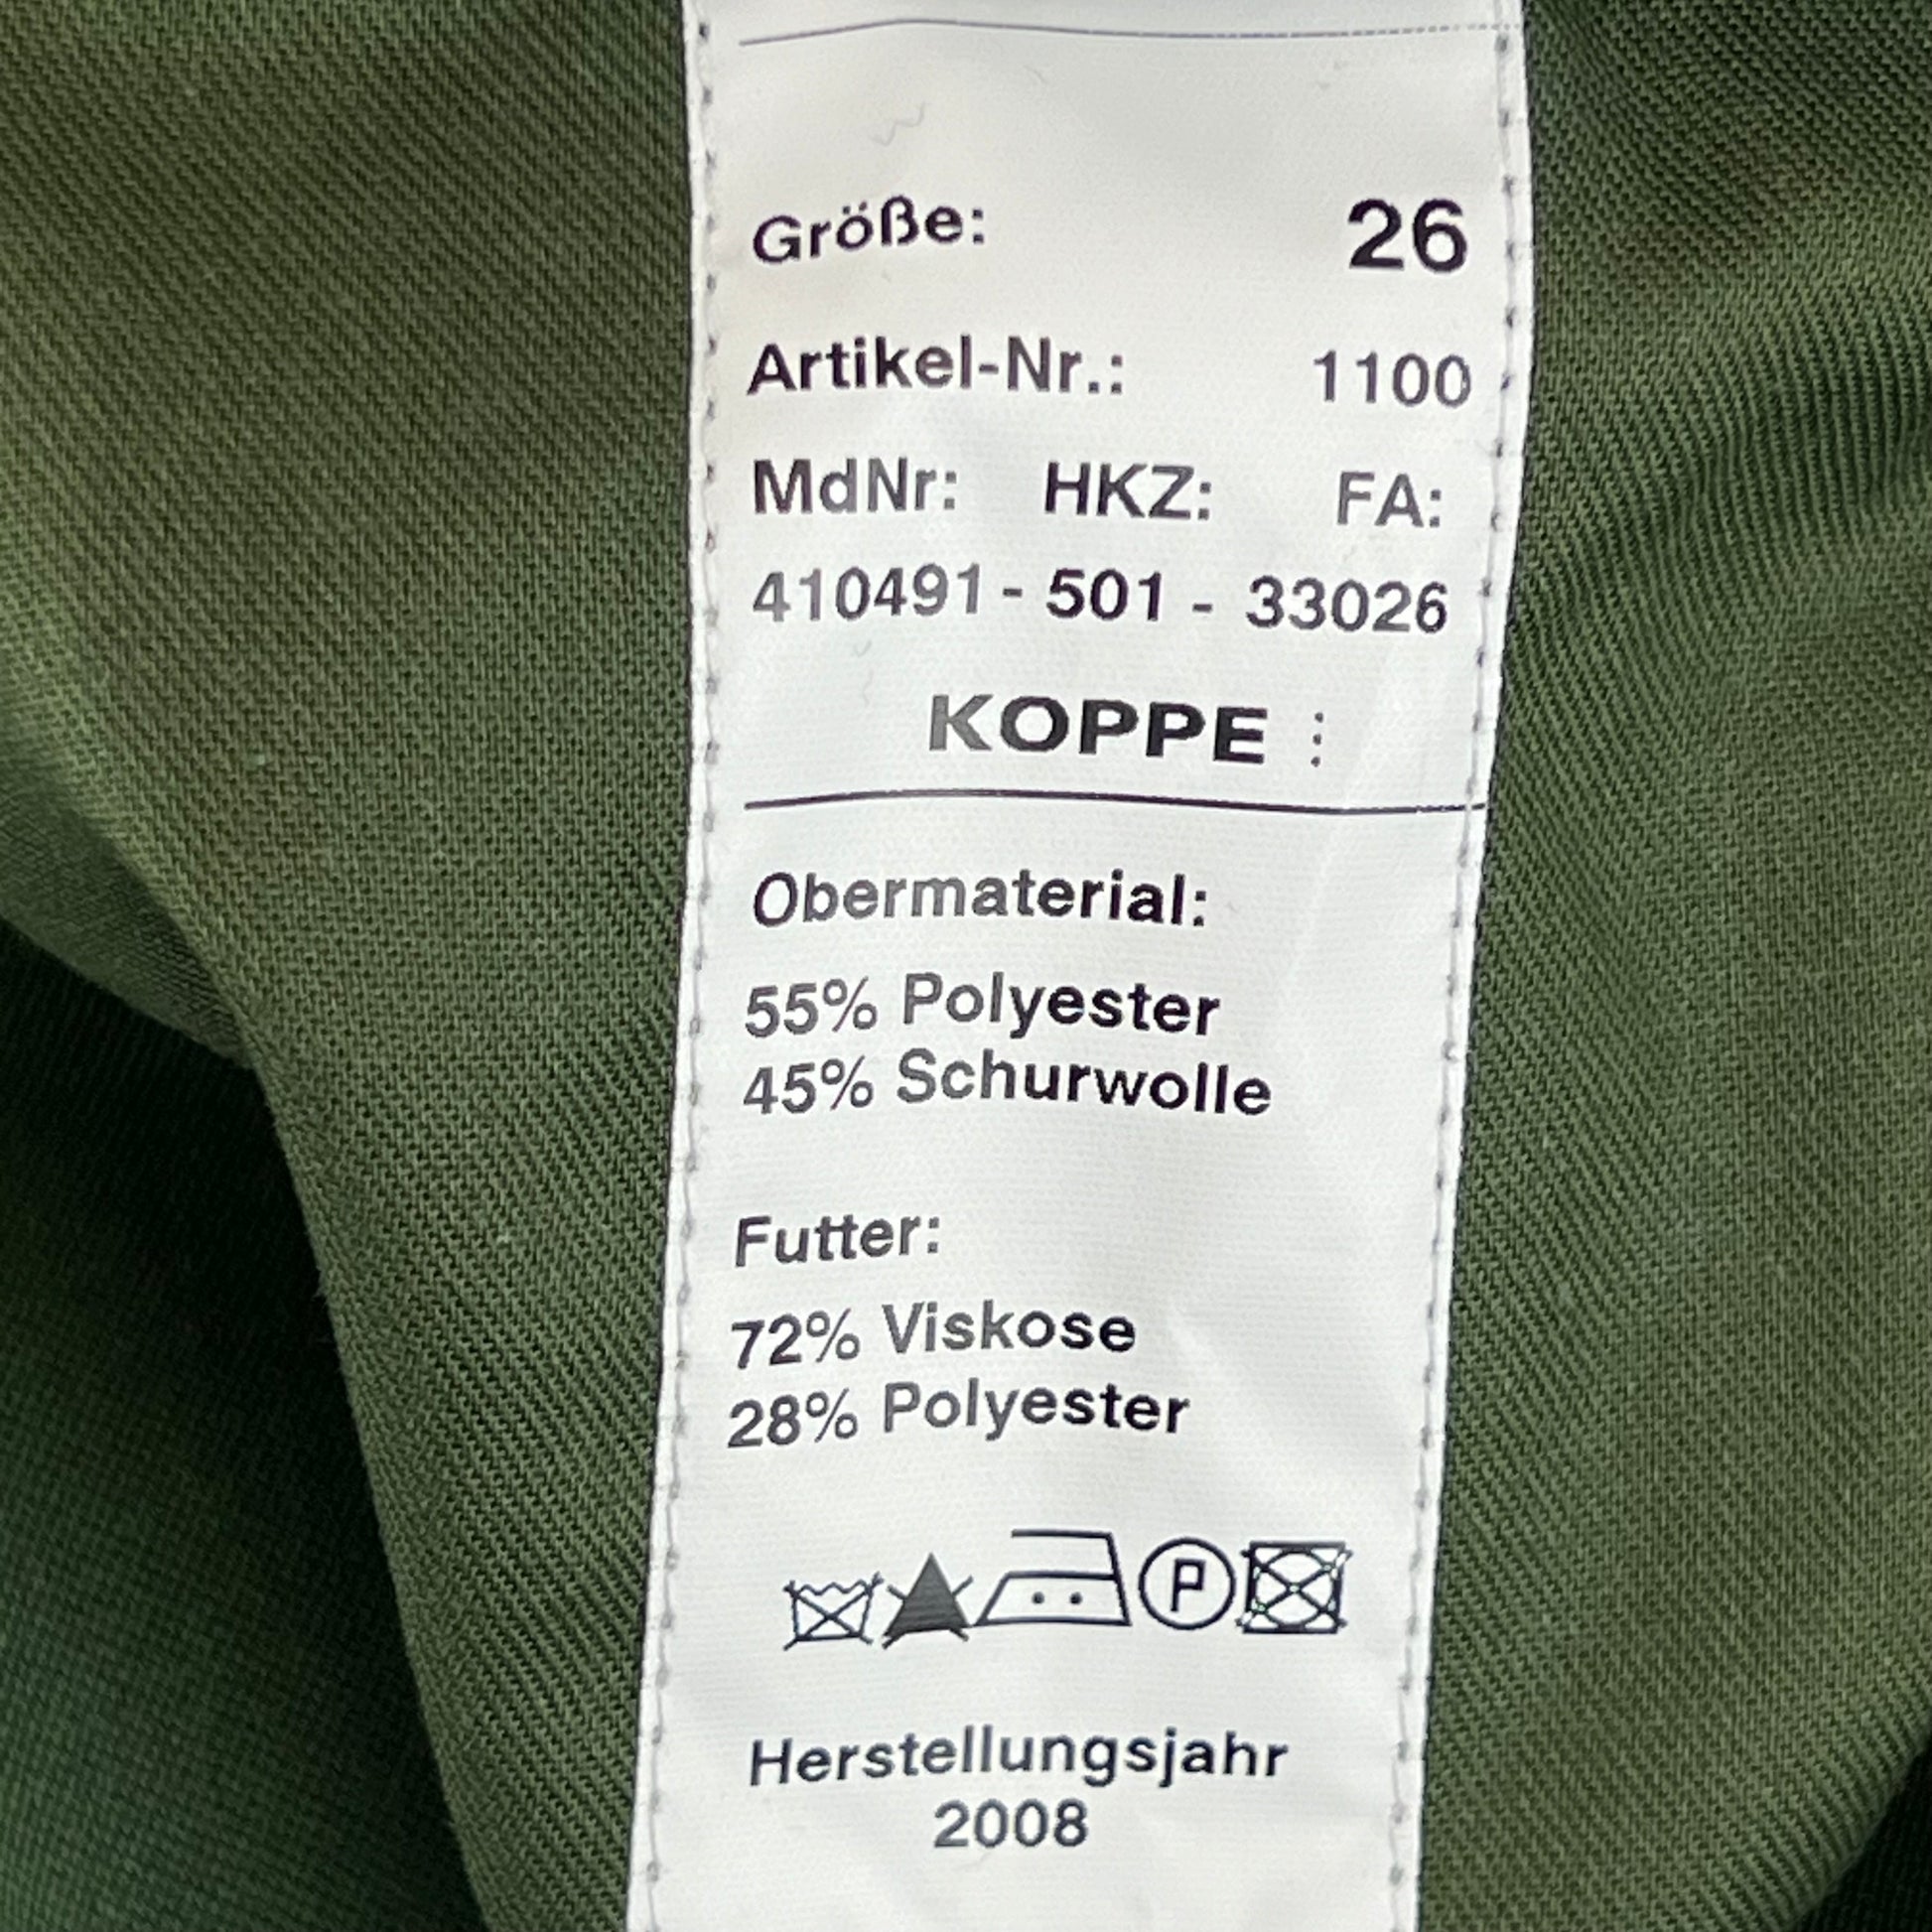 Größe: 26
Artikel-Nr.: 1100
MdNr: HKZ: FA:
410491 - 501 - 33026
KOPPE
Obermaterial:
55% Polyester
45% Schurwolle
Futter:
72% Viskose
28% Polyester
P
Herstellungsjahr
2008